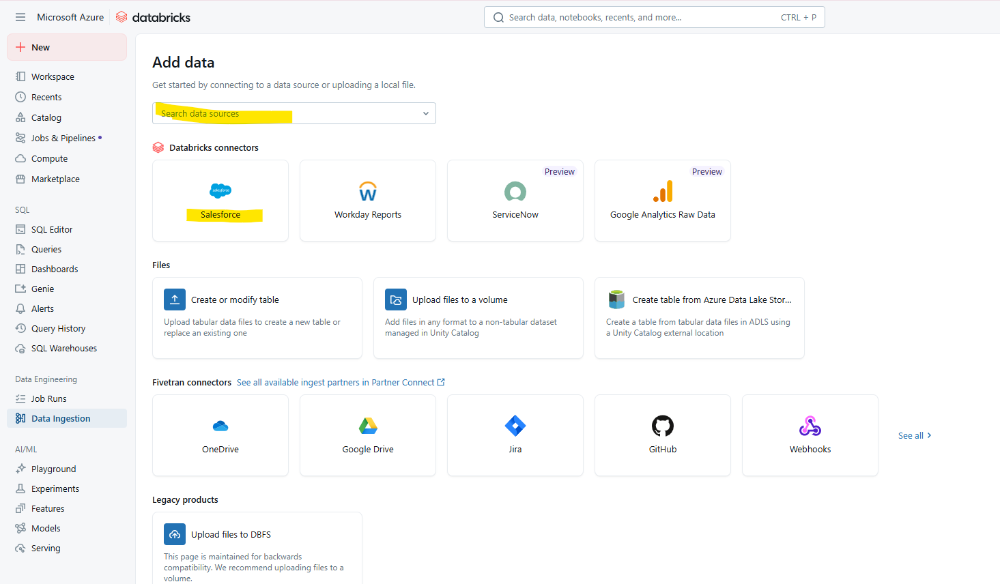 Microsoft Azure
databricks
Search data, notebooks, recents, and more...
CTRL + P
New
Workspace
Recents
Catalog
Jobs & Pipelines
Compute
Marketplace
SQL
SQL Editor
Queries
Dashboards
Genie
Alerts
Query History
SQL Warehouses
Data Engineering
Job Runs
Data Ingestion
AI/ML
Playground
Experiments
Features
Models
Serving
Add data
Get started by connecting to a data source or uploading a local file.
Search data sources
Databricks connectors
salesforce
Salesforce
Workday Reports
Preview
ServiceNow
Preview
Google Analytics Raw Data
Files
Create or modify table
Upload tabular data files to create a new table or
replace an existing one
Upload files to a volume
Add files in any format to a non-tabular dataset
managed in Unity Catalog
Create table from Azure Data Lake Stor...
Create a table from tabular data files in ADLS using
a Unity Catalog external location
Fivetran connectors
See all available ingest partners in Partner Connect
OneDrive
Google Drive
Jira
GitHub
Webhooks
See all
Legacy products
Upload files to DBFS
This page is maintained for backwards
compatibility. We recommend uploading files to a
volume.